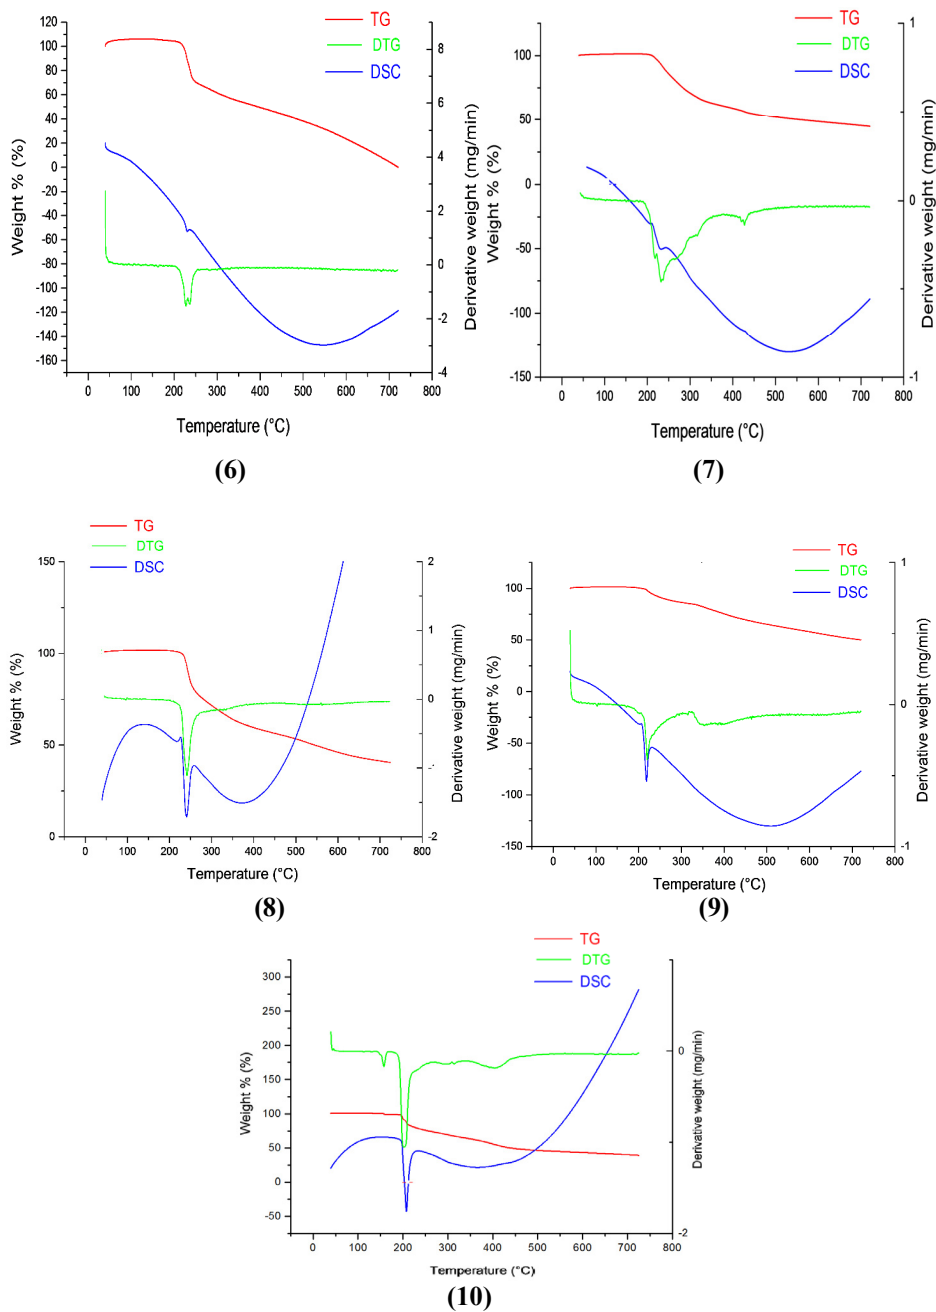 TG
DTG
DSC
120
100
80
60
40
20
0
-20
-40
-60
-80
-100
-120
-140
-160
8
6
4
2
0
-2
-4
0 100 200 300 400 500 600 700 800
Weight % (%)
Derivative weight (mg/min)
Temperature (°C)
(6)
TG
DTG
DSC
100
50
0
-50
-100
-150
1
0
-1
0 100 200 300 400 500 600 700 800
Weight % (%)
Derivative weight (mg/min)
Temperature (°C)
(7)
TG
DTG
DSC
150
100
50
0
2
1
0
-1
-2
0 100 200 300 400 500 600 700 800
Weight % (%)
Derivative weight (mg/min)
Temperature (°C)
(8)
TG
DTG
DSC
100
50
0
-50
-100
-150
1
0
-1
0 100 200 300 400 500 600 700 800
Weight % (%)
Derivative weight (mg/min)
Temperature (°C)
(9)
TG
DTG
DSC
300
250
200
150
100
50
0
-50
0
-2
0 100 200 300 400 500 600 700 800
Weight % (%)
Derivative weight (mg/min)
Temperature (°C)
(10)